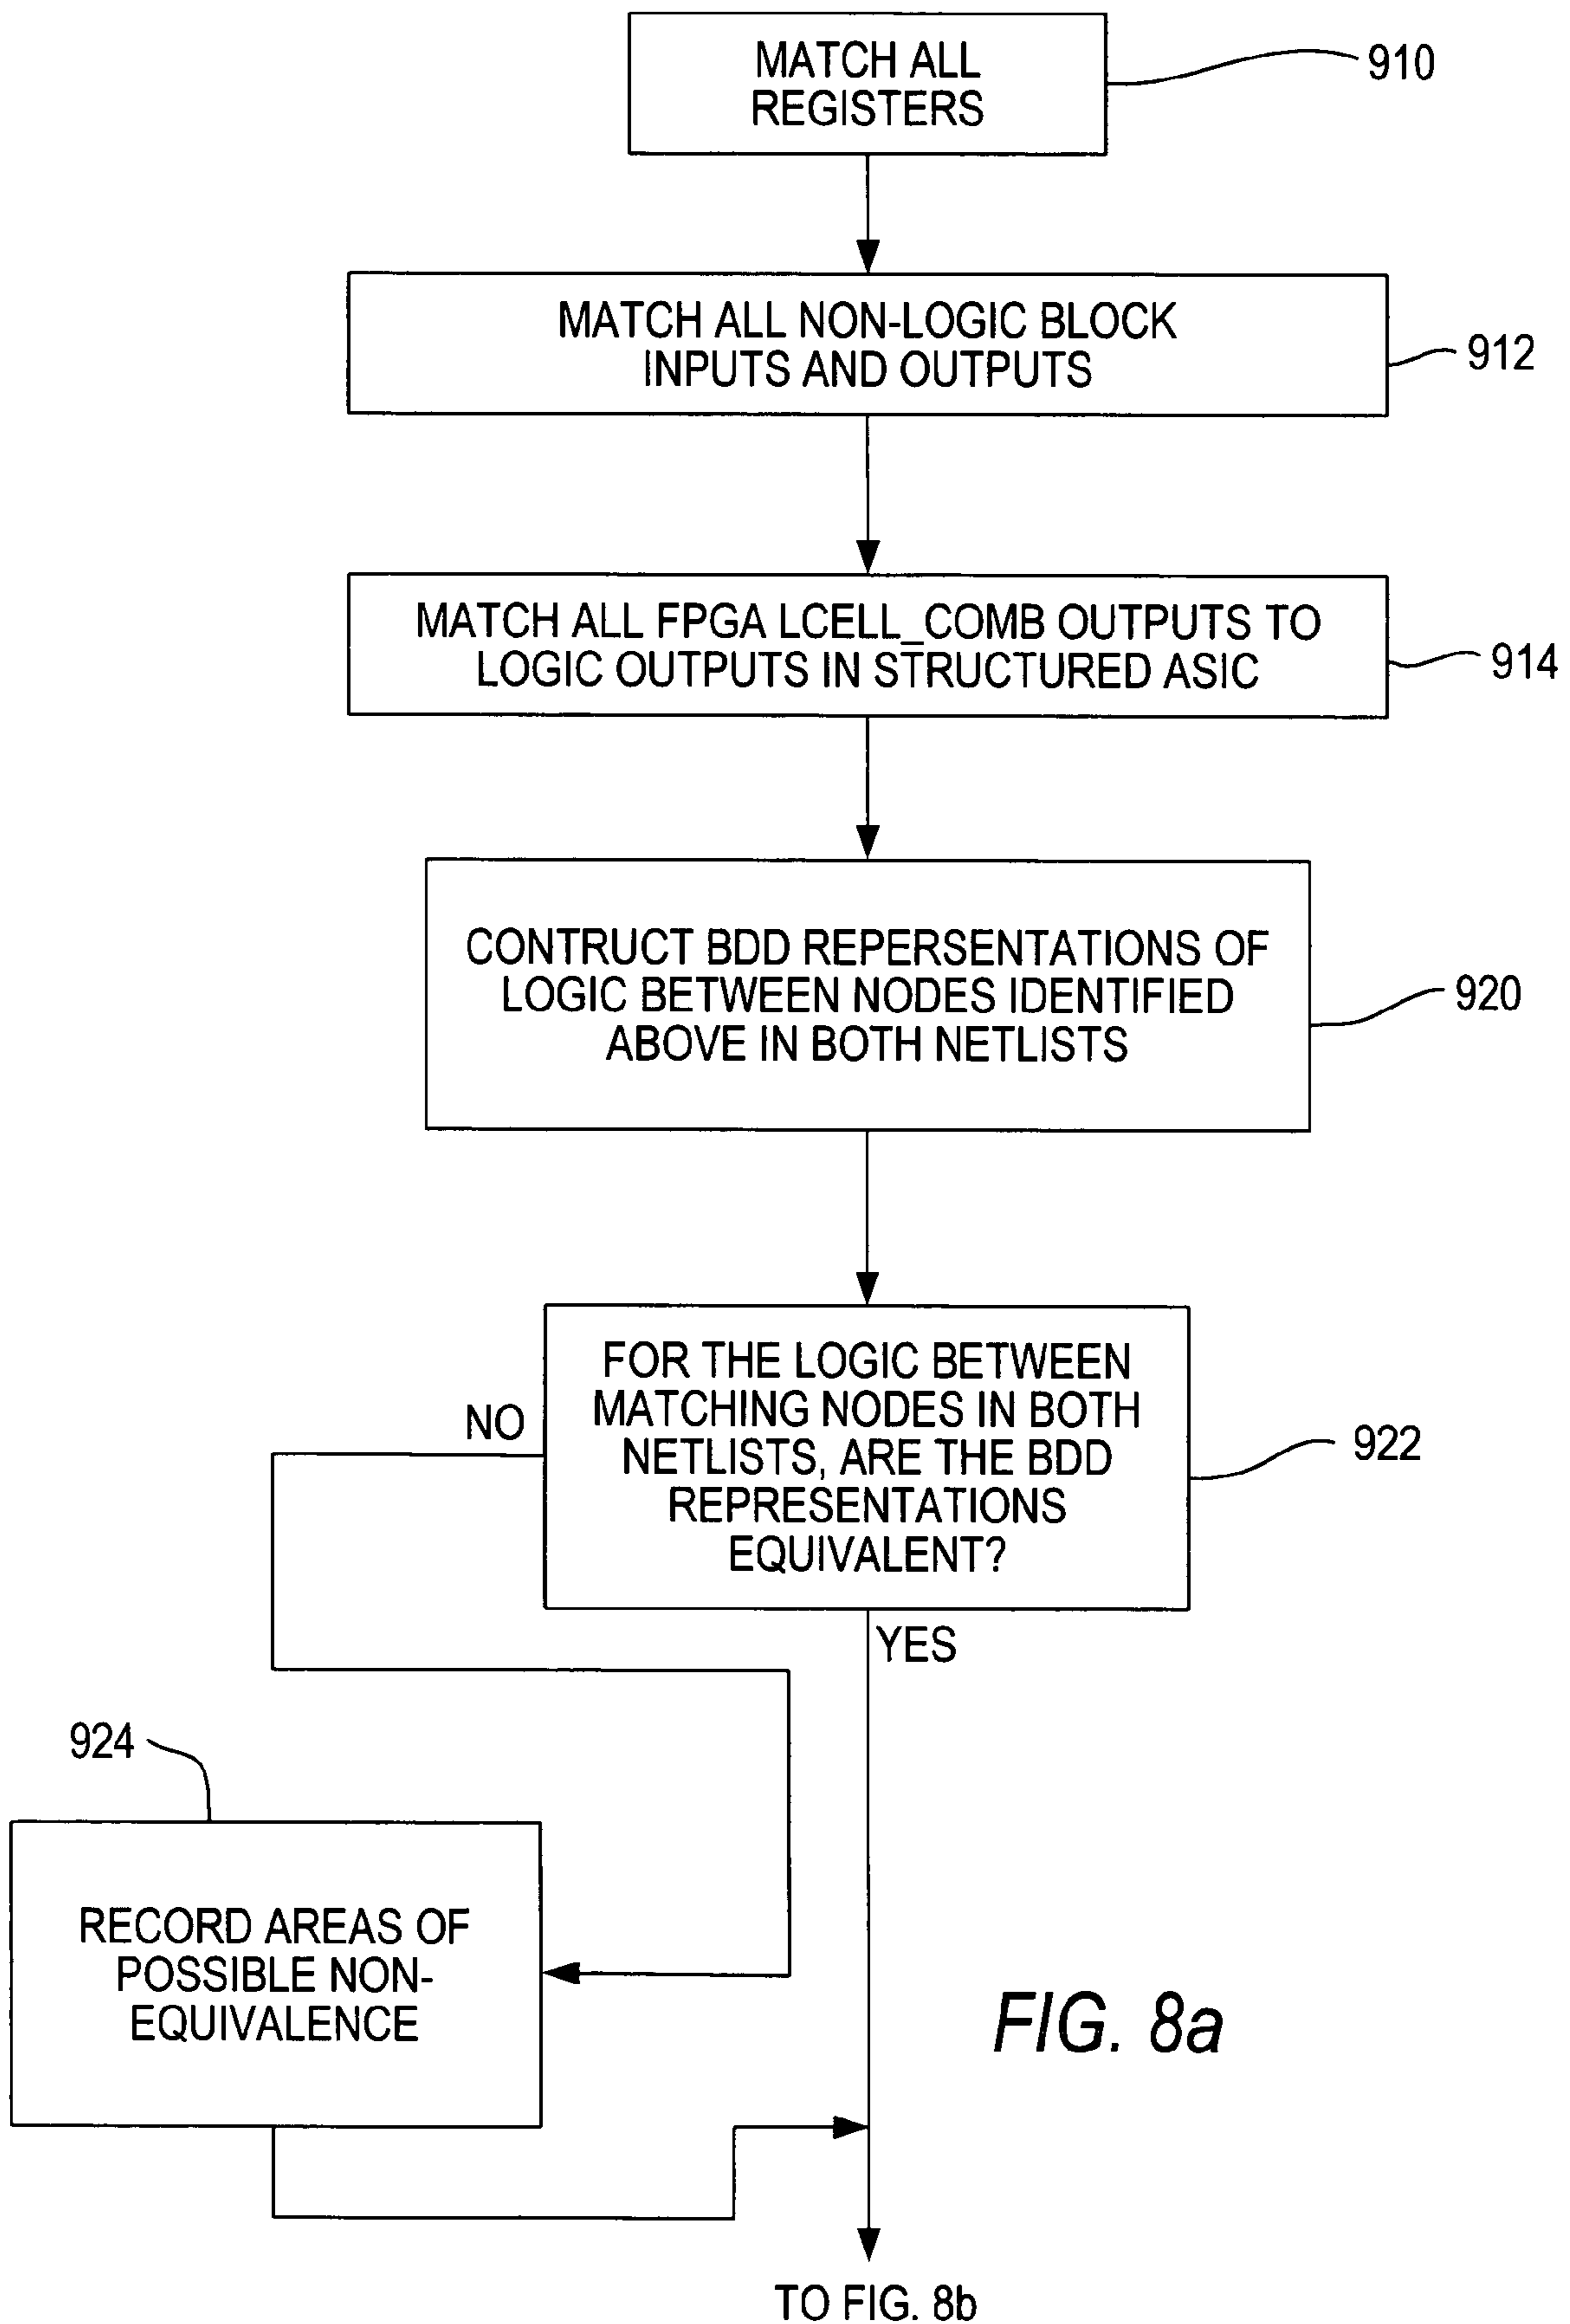 MATCH ALL
REGISTERS
910
MATCH ALL NON-LOGIC BLOCK
INPUTS AND OUTPUTS
912
MATCH ALL FPGA LCELL_COMB OUTPUTS TO
LOGIC OUTPUTS IN STRUCTURED ASIC
914
CONTRUCT BDD REPERSENTATIONS OF
LOGIC BETWEEN NODES IDENTIFIED
ABOVE IN BOTH NETLISTS
920
FOR THE LOGIC BETWEEN
MATCHING NODES IN BOTH
NETLISTS, ARE THE BDD
REPRESENTATIONS
EQUIVALENT?
922
NO
YES
924
RECORD AREAS OF
POSSIBLE NON-
EQUIVALENCE
FIG. 8a
TO FIG. 8b